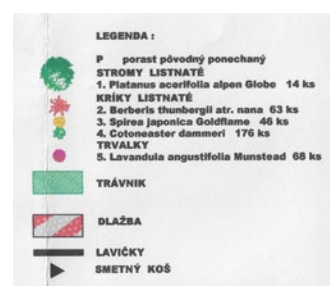 LEGENDA :
P porast pôvodný ponechaný
STROMY LISTNATÉ
1. Platanus acerifolia alpen Globe 14 ks
KRÍKY LISTNATÉ
2. Berberis thunbergii atr. nana 63 ks
3. Spirea japonica Goldflame 46 ks
4. Cotoneaster dammeri 176 ks
TRVALKY
5. Lavandula angustifolia Munstead 68 ks
TRÁVNIK
DLAŽBA
LAVIČKY
SMETNÝ KOŠ